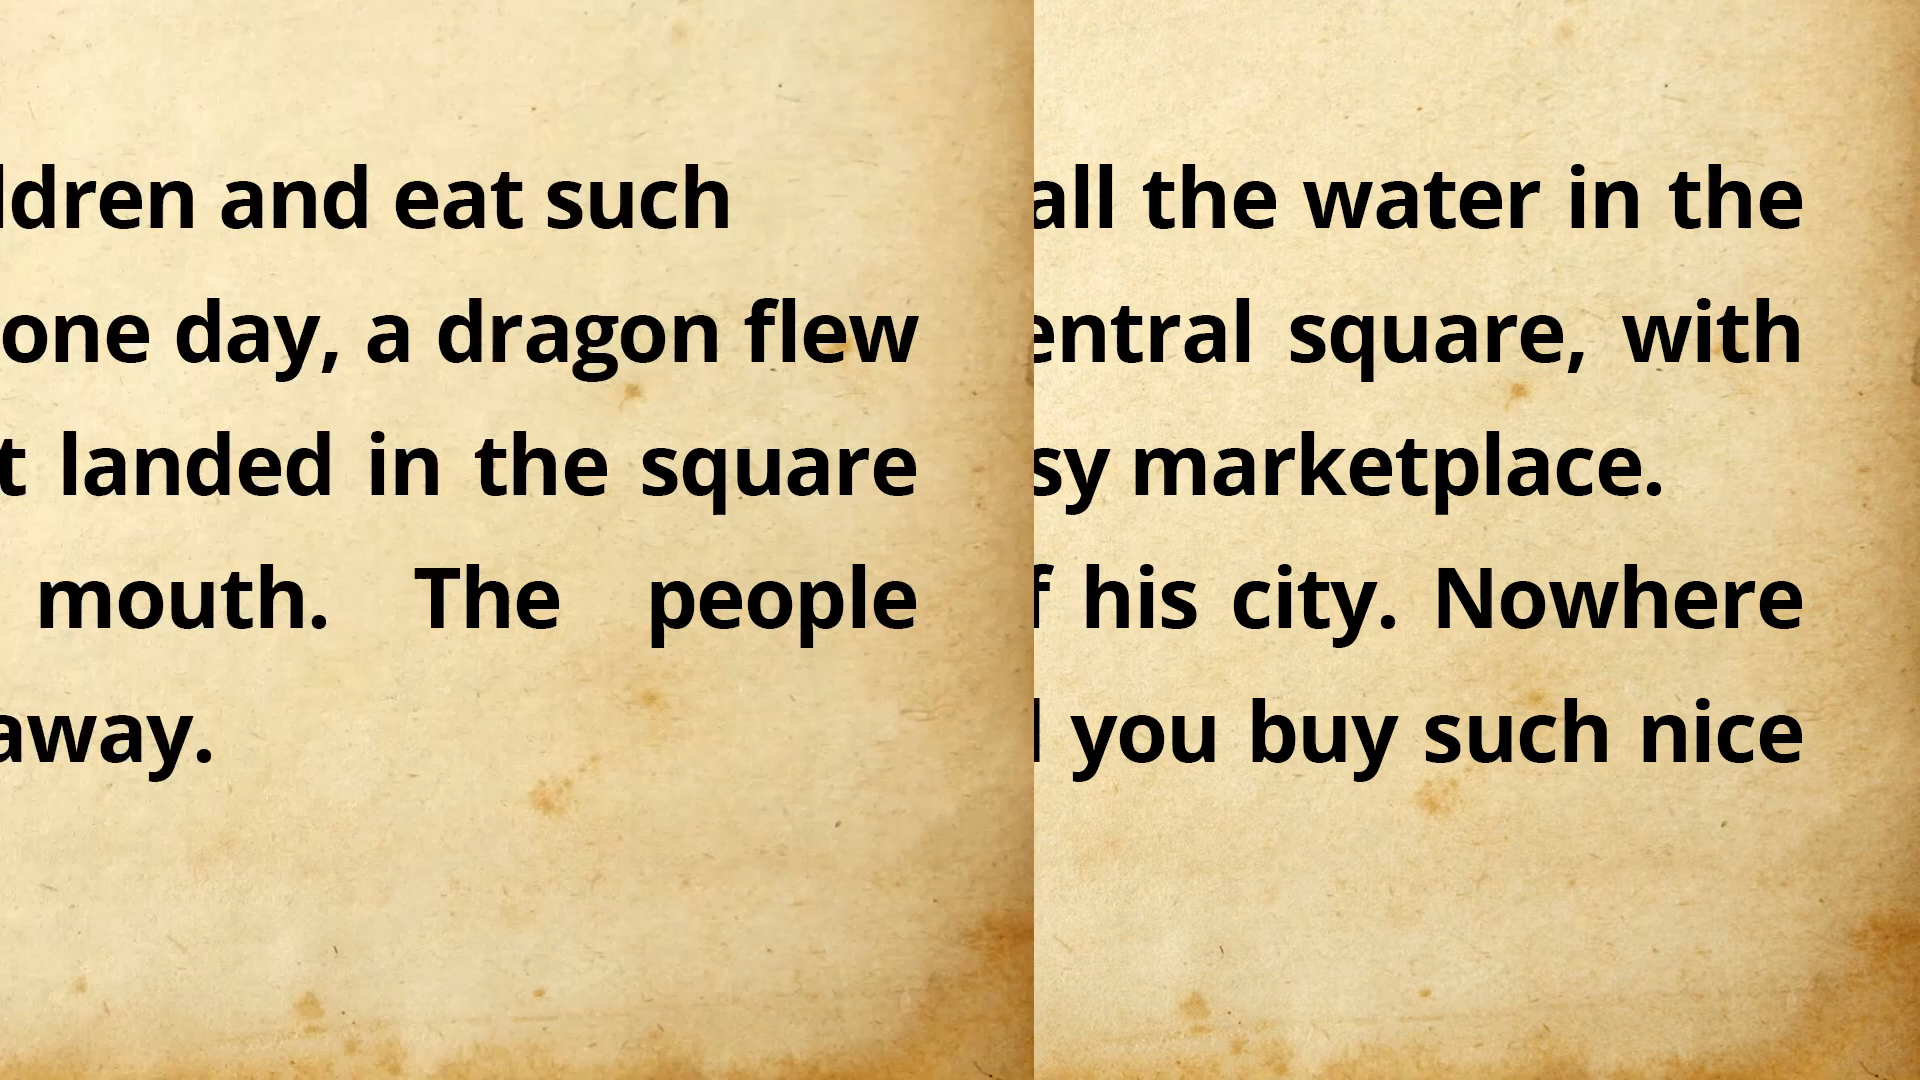 ldren and eat such
one day, a dragon flew
t landed in the square
mouth. The people
away.
all the water in the
entral square, with
sy marketplace.
f his city. Nowhere
you buy such nice